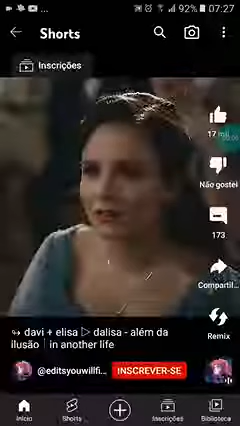 92% 07:27
Shorts
Inscrições
17 mil
Não gostei
173
Compartil...
Remix
↬ davi + elisa ▷ dalisa - além da
ilusão | in another life
@editsyouwillfi... INSCREVER-SE
Início Shorts Inscrições Biblioteca